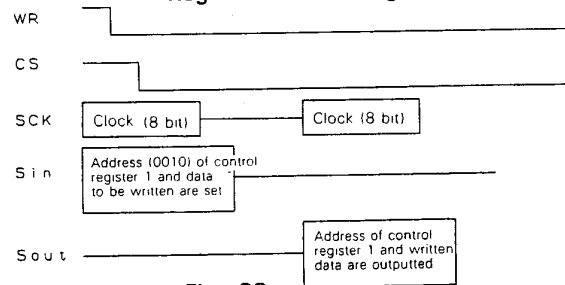 WR
CS
SCK
Clock (8 bit)
Clock (8 bit)
Sin
Address (0010) of control
register 1 and data
to be written are set
Sout
Address of control
register 1 and written
data are outputted